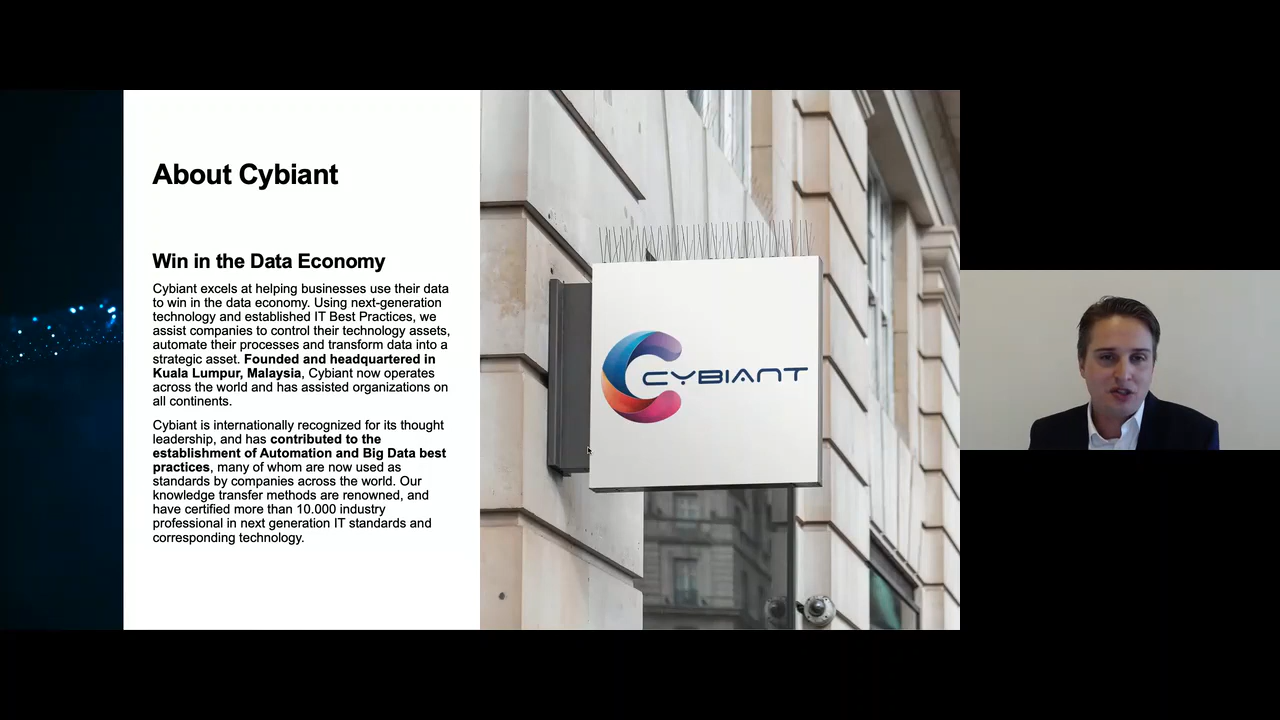 About Cybiant
Win in the Data Economy
Cybiant excels at helping businesses use their data
to win in the data economy. Using next-generation
technology and established IT Best Practices, we
assist companies to control their technology assets,
automate their processes and transform data into a
strategic asset. Founded and headquartered in
Kuala Lumpur, Malaysia, Cybiant now operates
across the world and has assisted organizations on
all continents.
Cybiant is internationally recognized for its thought
leadership, and has contributed to the
establishment of Automation and Big Data best
practices, many of whom are now used as
standards by companies across the world. Our
knowledge transfer methods are renowned, and
have certified more than 10.000 industry
professional in next generation IT standards and
corresponding technology.
CYBIANT